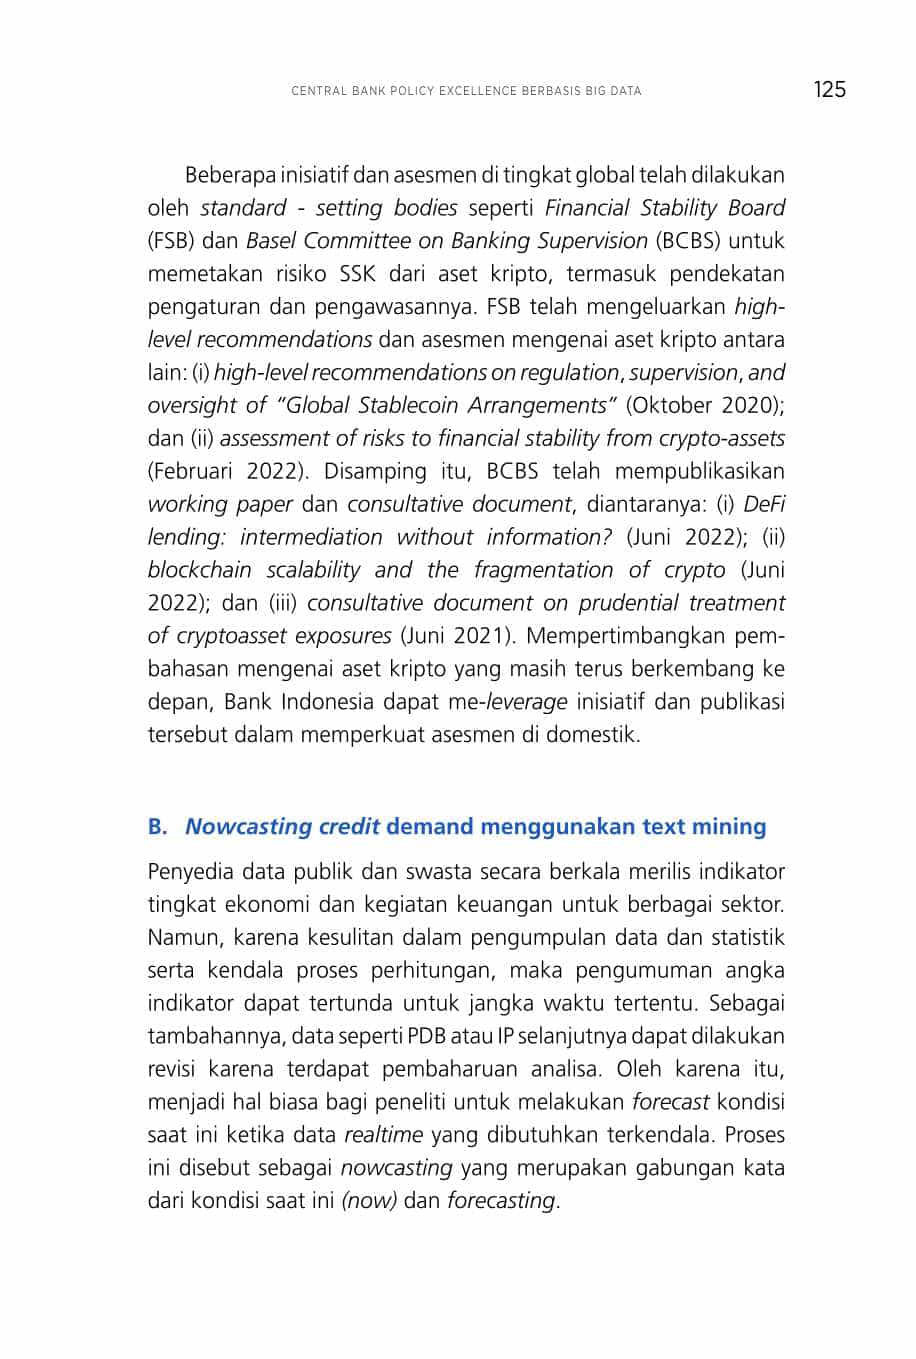 CENTRAL BANK POLICY EXCELLENCE BERBASIS BIG DATA 125
Beberapa inisiatif dan asesmen di tingkat global telah dilakukan
oleh standard - setting bodies seperti Financial Stability Board
(FSB) dan Basel Committee on Banking Supervision (BCBS) untuk
memetakan risiko SSK dari aset kripto, termasuk pendekatan
pengaturan dan pengawasannya. FSB telah mengeluarkan high-
level recommendations dan asesmen mengenai aset kripto antara
lain: (i) high-level recommendations on regulation, supervision, and
oversight of “Global Stablecoin Arrangements” (Oktober 2020);
dan (ii) assessment of risks to financial stability from crypto-assets
(Februari 2022). Disamping itu, BCBS telah mempublikasikan
working paper dan consultative document, diantaranya: (i) DeFi
lending: intermediation without information? (Juni 2022); (ii)
blockchain scalability and the fragmentation of crypto (Juni
2022); dan (iii) consultative document on prudential treatment
of cryptoasset exposures (Juni 2021). Mempertimbangkan pem-
bahasan mengenai aset kripto yang masih terus berkembang ke
depan, Bank Indonesia dapat me-leverage inisiatif dan publikasi
tersebut dalam memperkuat asesmen di domestik.
B. Nowcasting credit demand menggunakan text mining
Penyedia data publik dan swasta secara berkala merilis indikator
tingkat ekonomi dan kegiatan keuangan untuk berbagai sektor.
Namun, karena kesulitan dalam pengumpulan data dan statistik
serta kendala proses perhitungan, maka pengumuman angka
indikator dapat tertunda untuk jangka waktu tertentu. Sebagai
tambahannya, data seperti PDB atau IP selanjutnya dapat dilakukan
revisi karena terdapat pembaharuan analisa. Oleh karena itu,
menjadi hal biasa bagi peneliti untuk melakukan forecast kondisi
saat ini ketika data realtime yang dibutuhkan terkendala. Proses
ini disebut sebagai nowcasting yang merupakan gabungan kata
dari kondisi saat ini (now) dan forecasting.